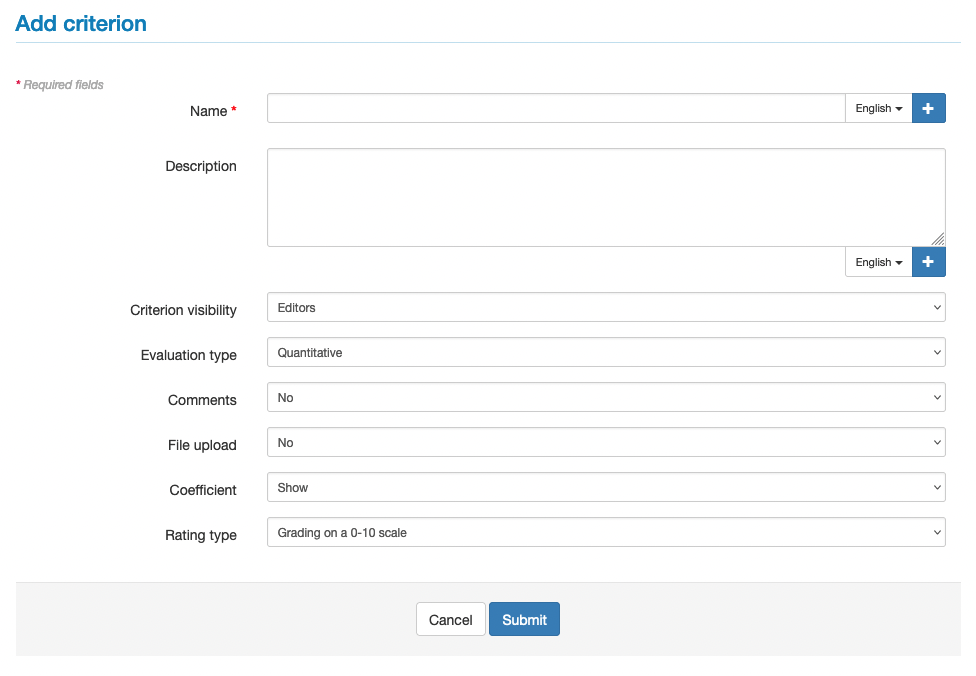 Add criterion
* Required fields
Name *
English
Description
English
Criterion visibility
Editors
Evaluation type
Quantitative
Comments
No
File upload
No
Coefficient
Show
Rating type
Grading on a 0-10 scale
Cancel
Submit